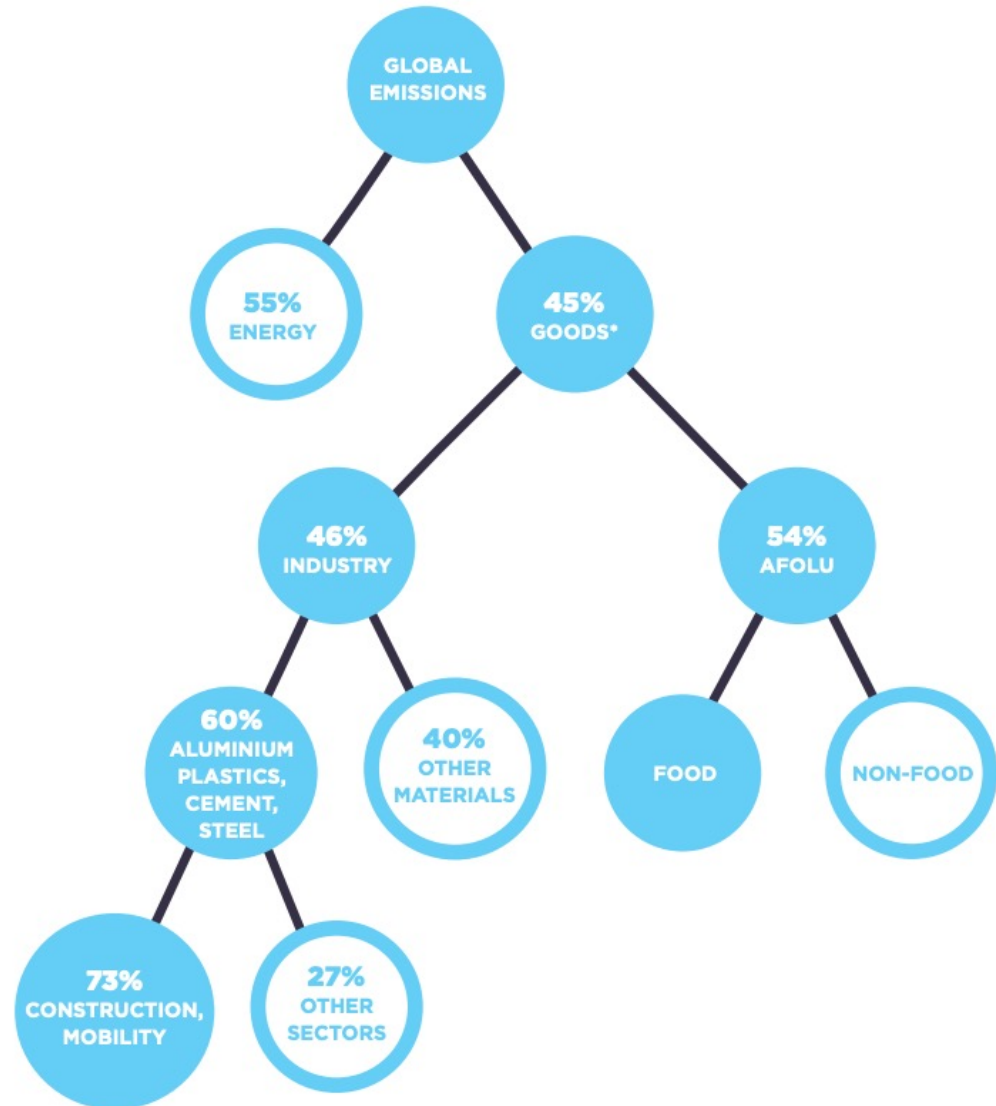 GLOBAL
EMISSIONS
55%
ENERGY
45%
GOODS*
46%
INDUSTRY
54%
AFOLU
60%
ALUMINIUM
PLASTICS,
CEMENT,
STEEL
40%
OTHER
MATERIALS
FOOD
NON-FOOD
73%
CONSTRUCTION,
MOBILITY
27%
OTHER
SECTORS